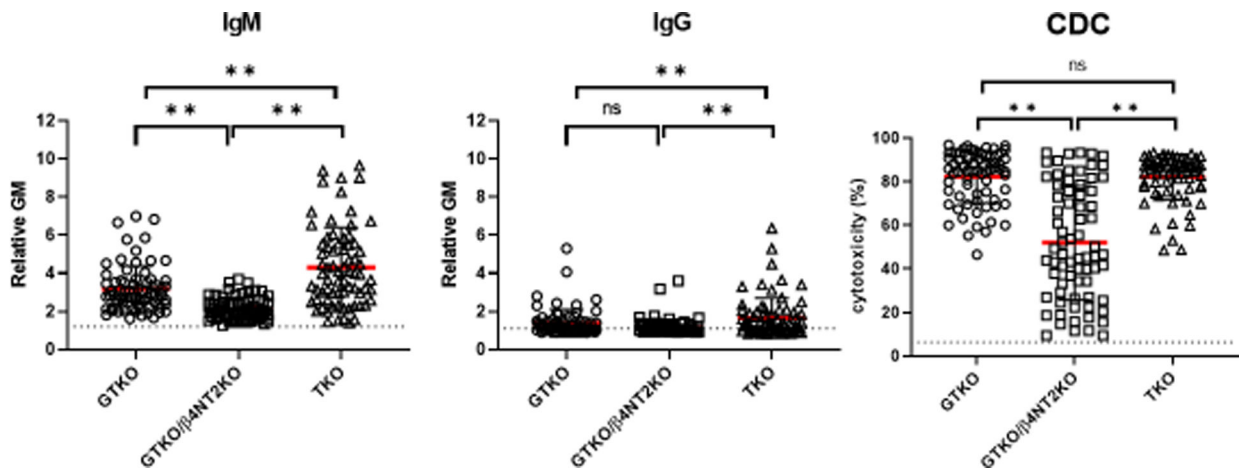 IgM
IgG
CDC
**
**
**
Relative GM
12
10
8
6
4
2
0
GTKO
GTKO/β4NT2KO
TKO
**
ns
**
Relative GM
12
10
8
6
4
2
0
GTKO
GTKO/β4NT2KO
TKO
ns
**
**
cytotoxicity (%)
100
80
60
40
20
0
GTKO
GTKO/β4NT2KO
TKO